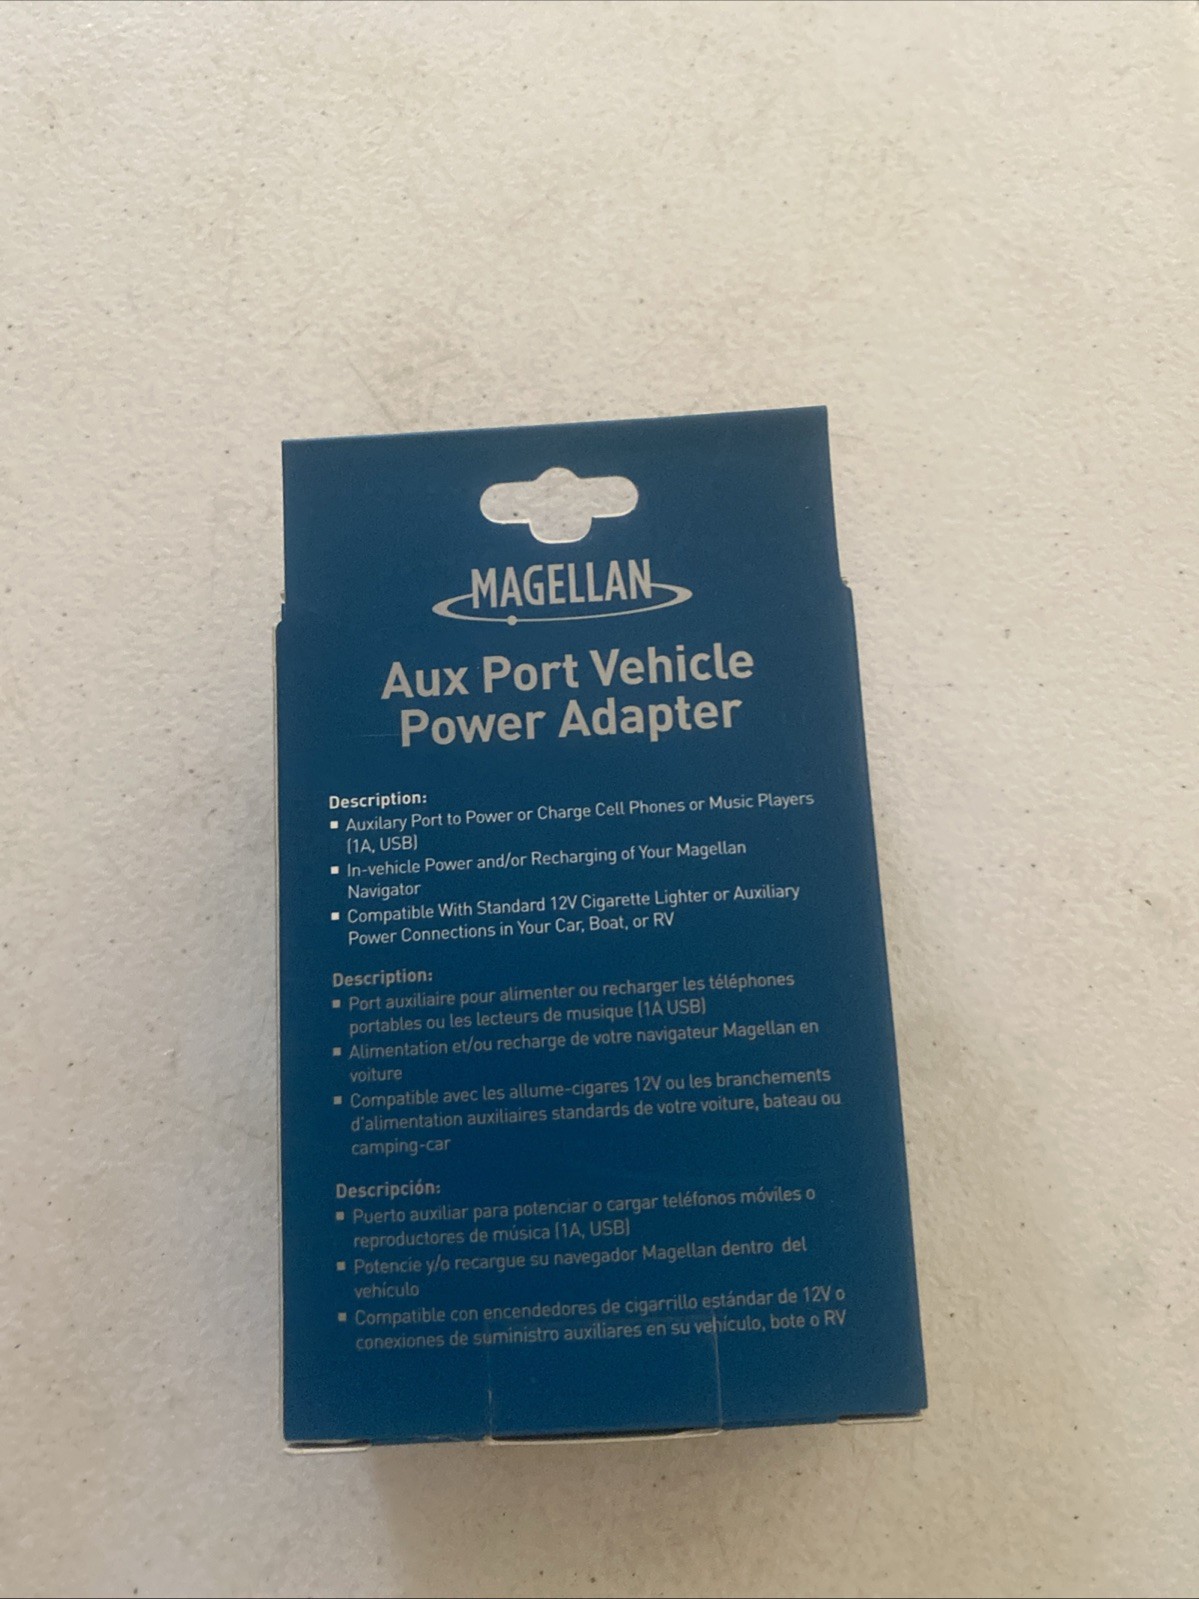 MAGELLAN
Aux Port Vehicle
Power Adapter
Description:
▪ Auxilary Port to Power or Charge Cell Phones or Music Players
(1A, USB)
▪ In-vehicle Power and/or Recharging of Your Magellan
Navigator
▪ Compatible With Standard 12V Cigarette Lighter or Auxiliary
Power Connections in Your Car, Boat, or RV
Description:
▪ Port auxiliaire pour alimenter ou recharger les téléphones
portables ou les lecteurs de musique (1A USB)
▪ Alimentation et/ou recharge de votre navigateur Magellan en
voiture
▪ Compatible avec les allume-cigares 12V ou les branchements
d'alimentation auxiliaires standards de votre voiture, bateau ou
camping-car
Descripción:
▪ Puerto auxiliar para potenciar o cargar teléfonos móviles o
reproductores de música (1A, USB)
▪ Potencie y/o recargue su navegador Magellan dentro del
vehículo
▪ Compatible con encendedores de cigarrillo estándar de 12V o
conexiones de suministro auxiliares en su vehículo, bote o RV